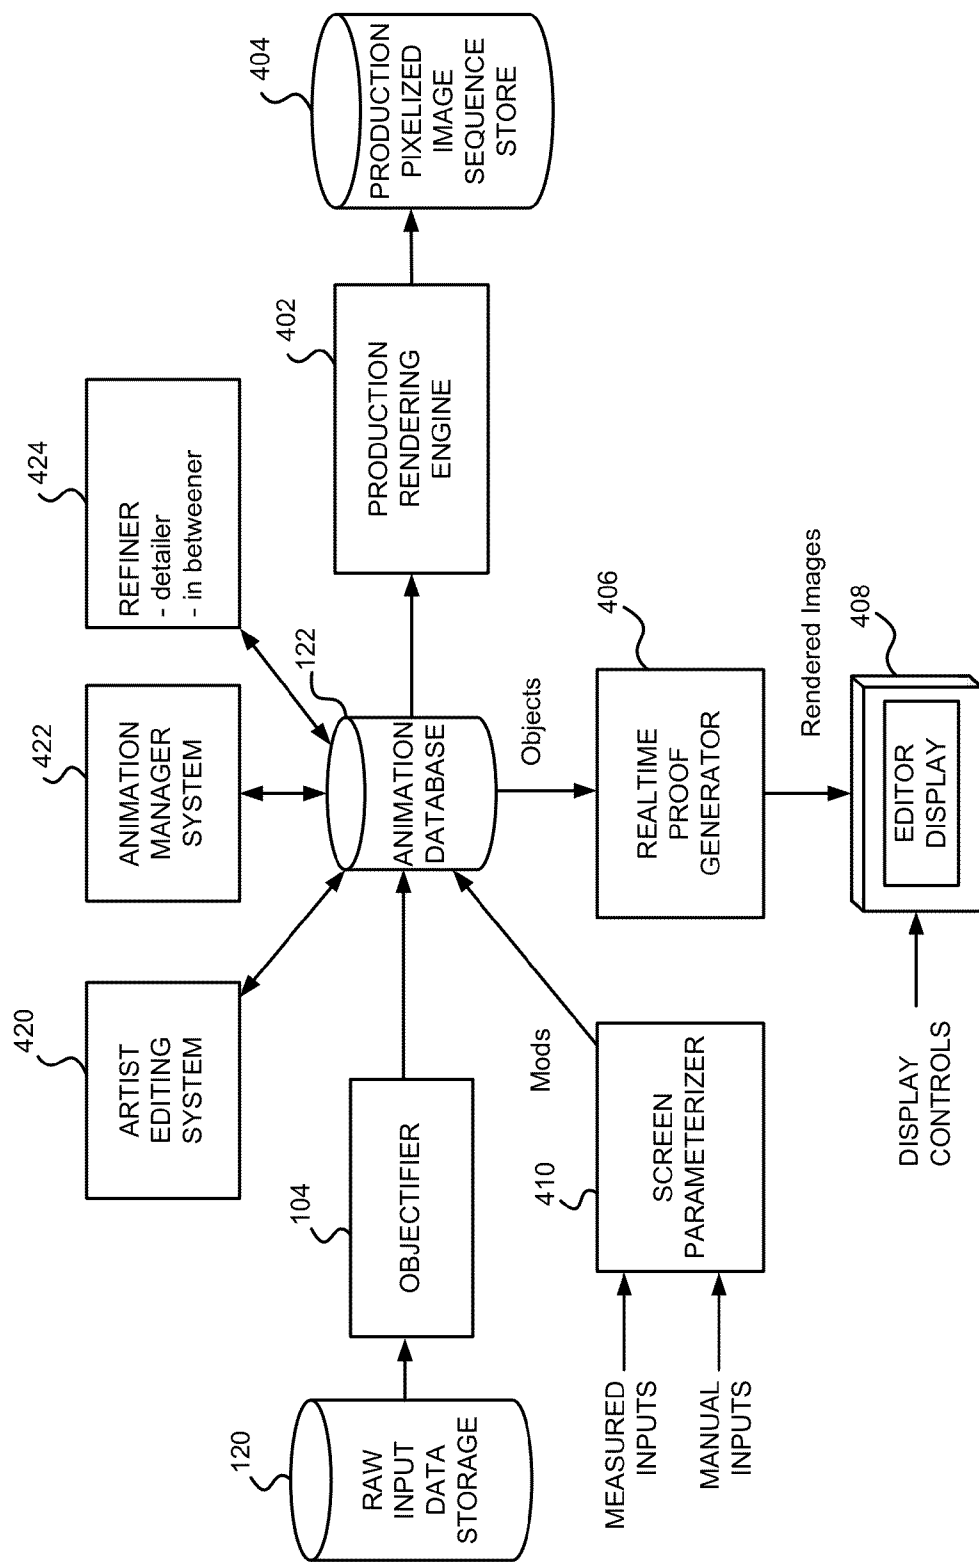 420
ARTIST
EDITING
SYSTEM
422
ANIMATION
MANAGER
SYSTEM
424
REFINER
- detailer
- in betweener
120
RAW
INPUT
DATA
STORAGE
104
OBJECTIFIER
122
ANIMATION
DATABASE
402
PRODUCTION
RENDERING
ENGINE
404
PRODUCTION
PIXELIZED
IMAGE
SEQUENCE
STORE
Mods
Objects
410
SCREEN
PARAMETERIZER
MEASURED
INPUTS
MANUAL
INPUTS
406
REALTIME
PROOF
GENERATOR
Rendered Images
408
EDITOR
DISPLAY
DISPLAY
CONTROLS